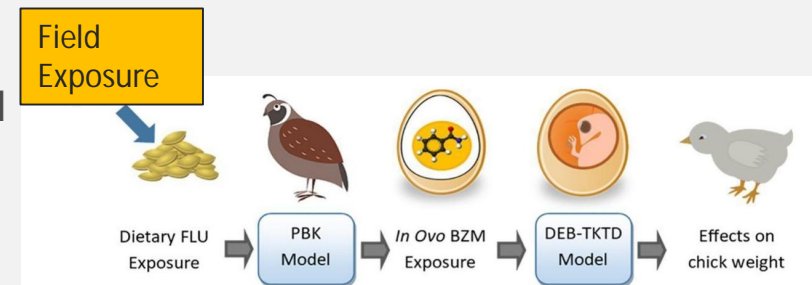 Field
Exposure
Dietary FLU
Exposure
PBK
Model
In Ovo BZM
Exposure
DEB-TKTD
Model
Effects on
chick weight